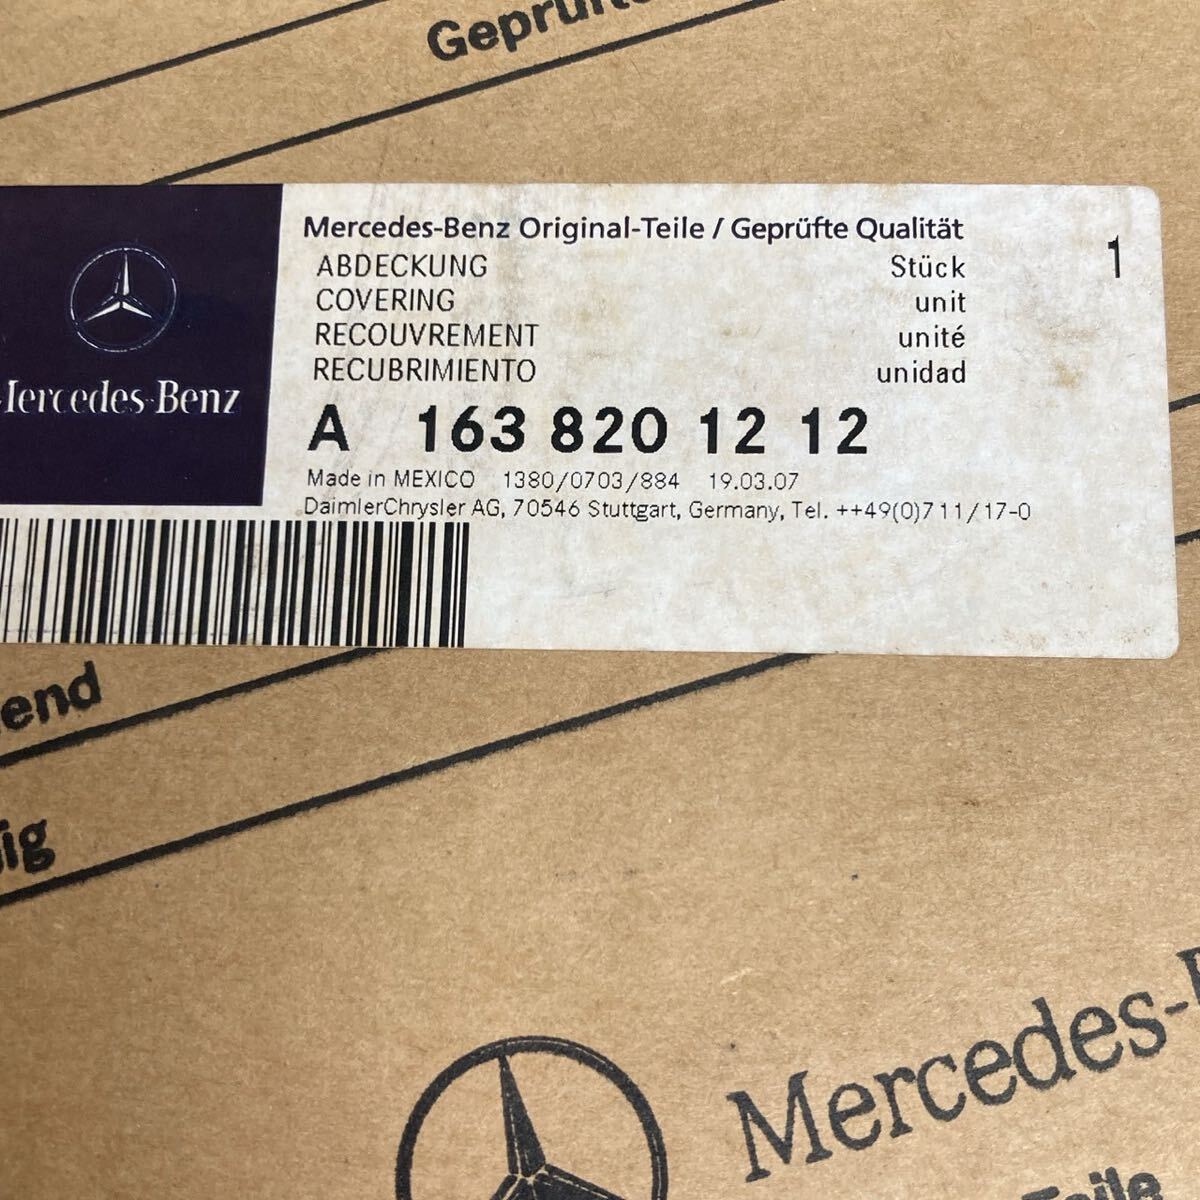 Mercedes-Benz Original-Teile / Geprüfte Qualität
ABDECKUNG Stück 1
COVERING unit
RECOUVREMENT unité
RECUBRIMIENTO unidad
Mercedes-Benz
A 163 820 12 12
Made in MEXICO 1380/0703/884 19.03.07
DaimlerChrysler AG, 70546 Stuttgart, Germany, Tel. ++49(0)711/17-0
end
ig
Mercedes-B
Teile